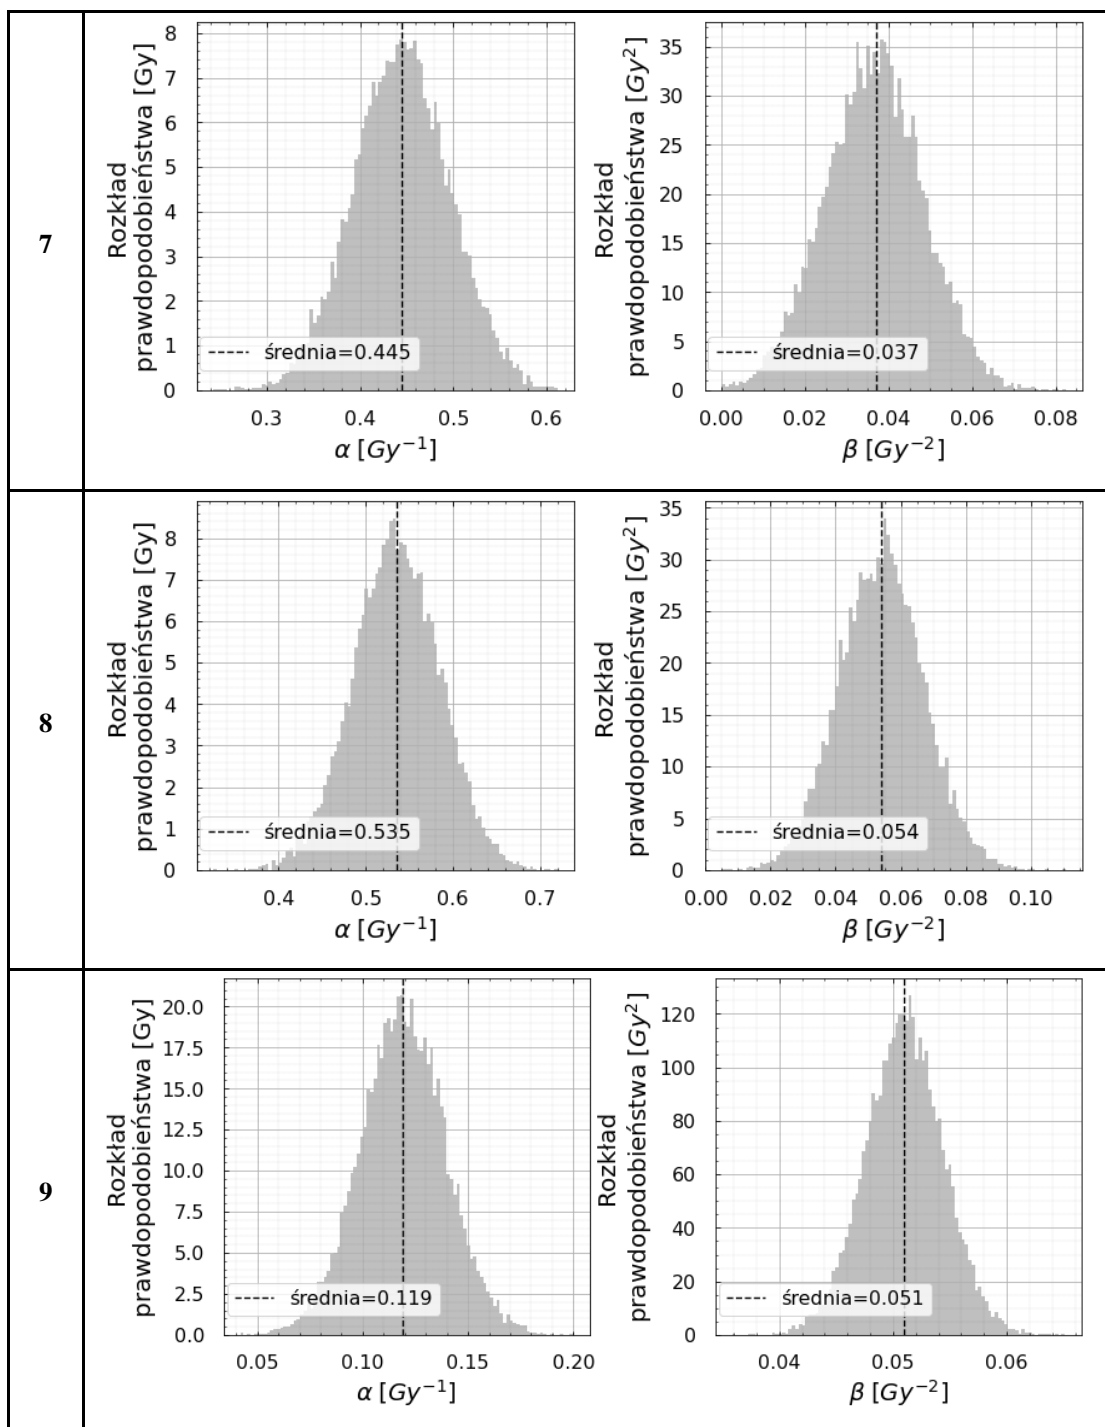 7
Rozkład
prawdopodobieństwa [Gy]
8
7
6
5
4
3
2
1
0
średnia=0.445
0.3 0.4 0.5 0.6
α [Gy⁻¹]
Rozkład
prawdopodobieństwa [Gy²]
35
30
25
20
15
10
5
0
średnia=0.037
0.00 0.02 0.04 0.06 0.08
β [Gy⁻²]
8
Rozkład
prawdopodobieństwa [Gy]
8
7
6
5
4
3
2
1
0
średnia=0.535
0.4 0.5 0.6 0.7
α [Gy⁻¹]
Rozkład
prawdopodobieństwa [Gy²]
35
30
25
20
15
10
5
0
średnia=0.054
0.00 0.02 0.04 0.06 0.08 0.10
β [Gy⁻²]
9
Rozkład
prawdopodobieństwa [Gy]
20.0
17.5
15.0
12.5
10.0
7.5
5.0
2.5
0.0
średnia=0.119
0.05 0.10 0.15 0.20
α [Gy⁻¹]
Rozkład
prawdopodobieństwa [Gy²]
120
100
80
60
40
20
0
średnia=0.051
0.04 0.05 0.06
β [Gy⁻²]